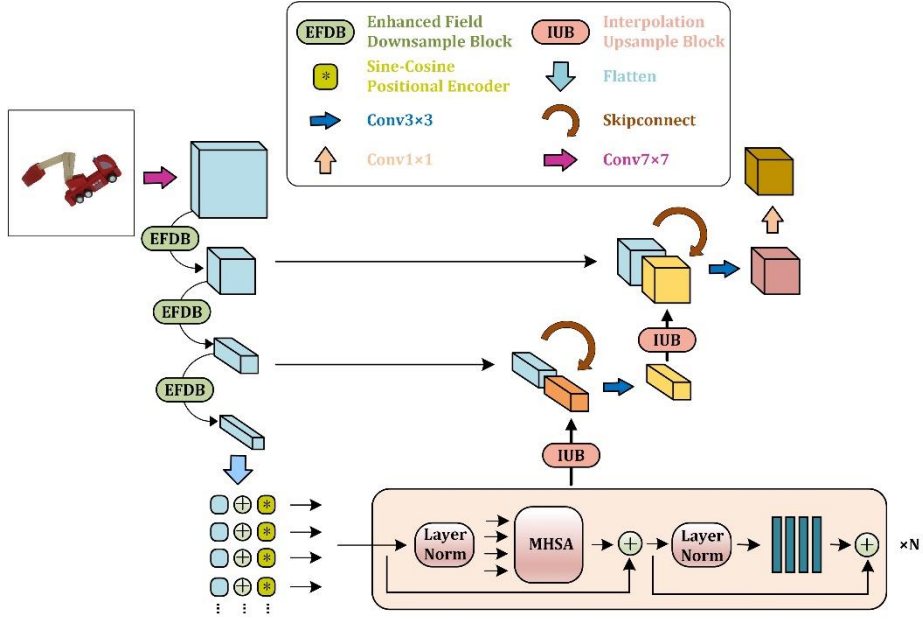 EFDB
Enhanced Field
Downsample Block
IUB
Interpolation
Upsample Block
*
Sine-Cosine
Positional Encoder
Flatten
Conv3×3
Skipconnect
Conv1×1
Conv7×7
EFDB
EFDB
IUB
EFDB
IUB
+ *
+ *
+ *
+ *
Layer
Norm
MHSA
+
Layer
Norm
+
×N